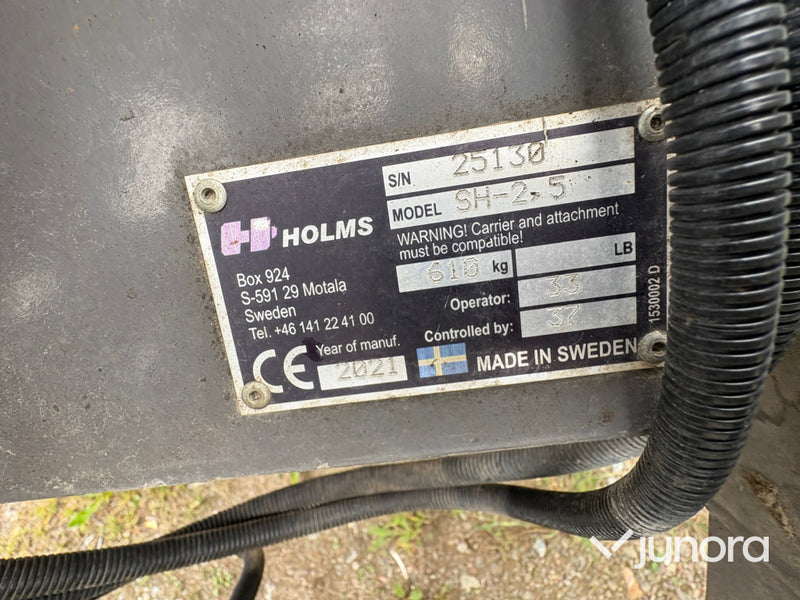 S/N 25130
MODEL SH-2,5
HOLMS
WARNING! Carrier and attachment
must be compatible!
610 kg LB
Box 924
S-591 29 Motala
Sweden
Tel. +46 141 22 41 00
Operator: 33
Controlled by: 37
Year of manuf.
CE 2021
MADE IN SWEDEN
1530002 D
junora